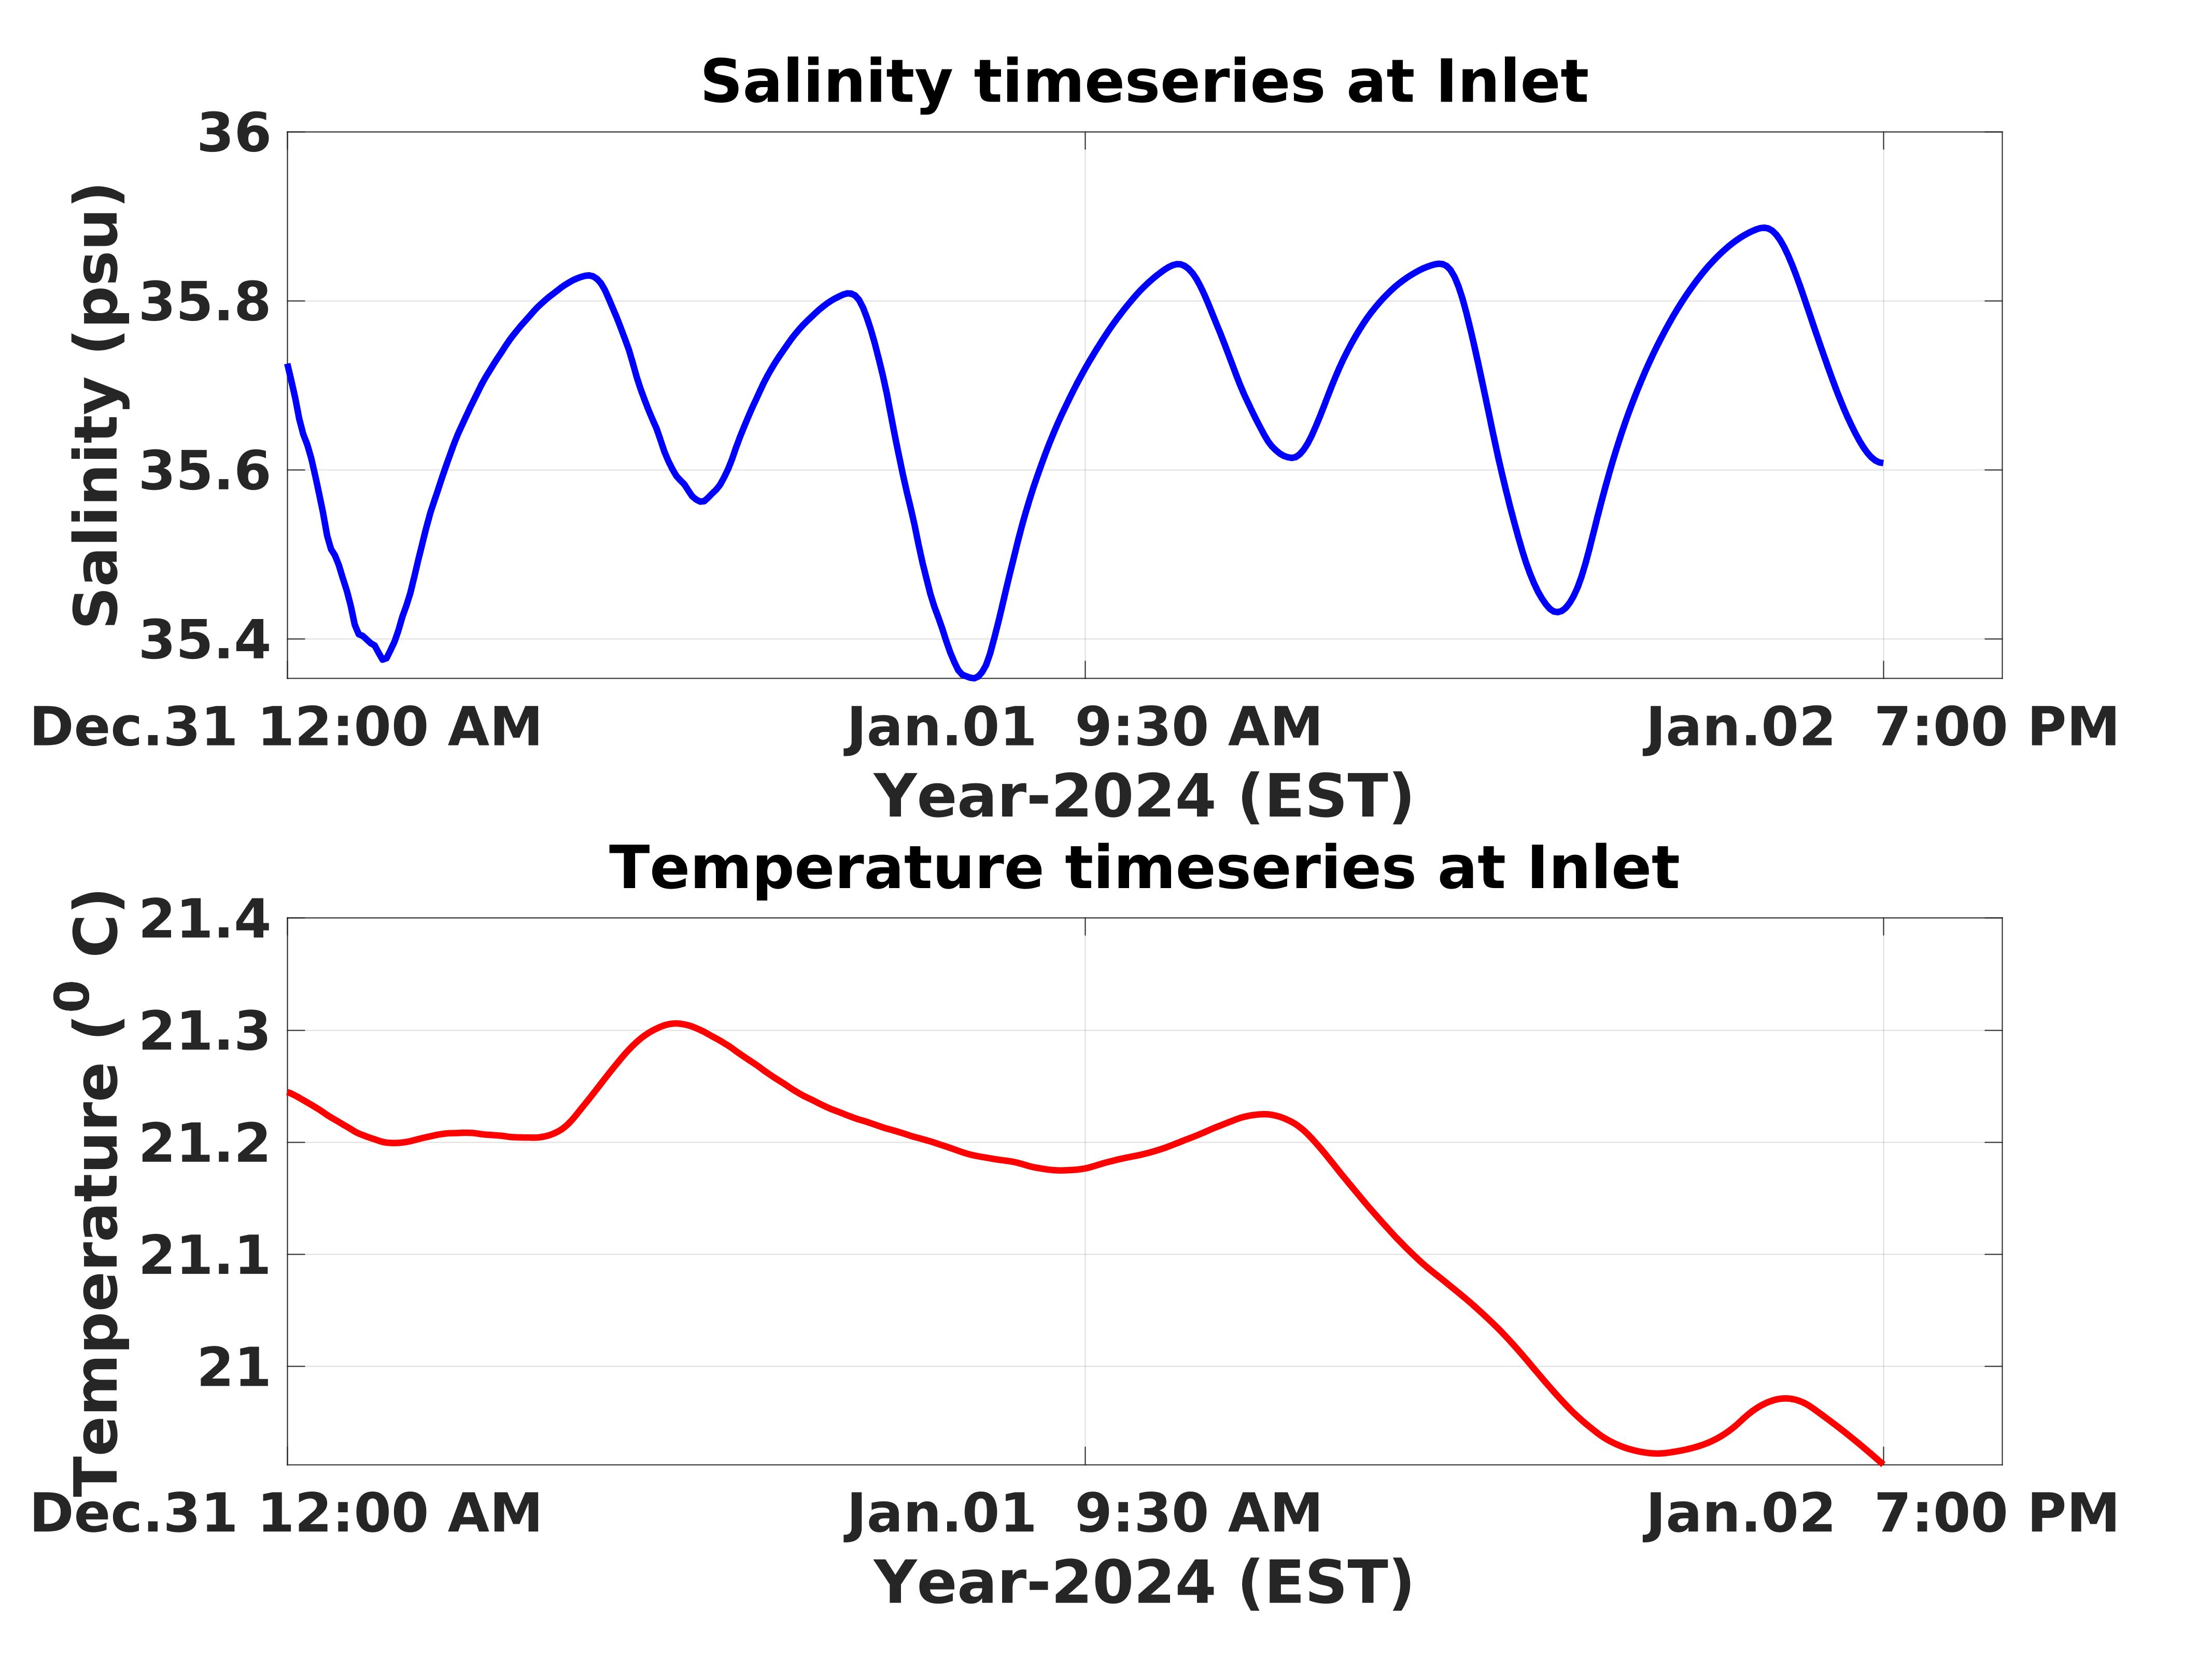 Salinity timeseries at Inlet
Salinity (psu)
36
35.8
35.6
35.4
Dec.31 12:00 AM
Jan.01  9:30 AM
Jan.02  7:00 PM
Year-2024 (EST)
Temperature timeseries at Inlet
Temperature (⁰ C)
21.4
21.3
21.2
21.1
21
Dec.31 12:00 AM
Jan.01  9:30 AM
Jan.02  7:00 PM
Year-2024 (EST)